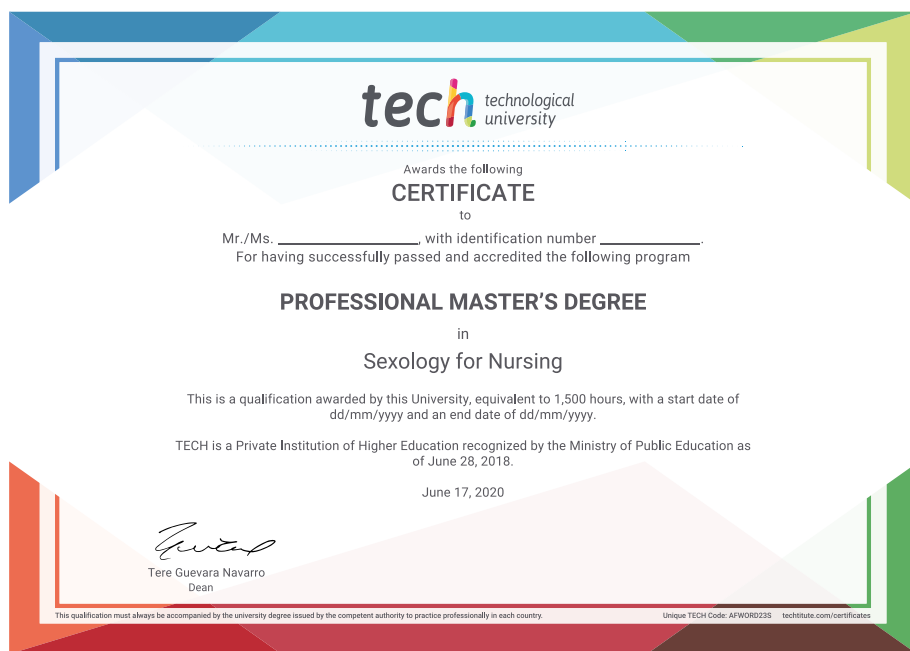 tech technological
university
Awards the following
CERTIFICATE
to
Mr./Ms. ____________________, with identification number ______________.
For having successfully passed and accredited the following program
PROFESSIONAL MASTER'S DEGREE
in
Sexology for Nursing
This is a qualification awarded by this University, equivalent to 1,500 hours, with a start date of
dd/mm/yyyy and an end date of dd/mm/yyyy.
TECH is a Private Institution of Higher Education recognized by the Ministry of Public Education as
of June 28, 2018.
June 17, 2020
Tere Guevara Navarro
Dean
This qualification must always be accompanied by the university degree issued by the competent authority to practice professionally in each country.
Unique TECH Code: AFWORD23S techtitute.com/certificates